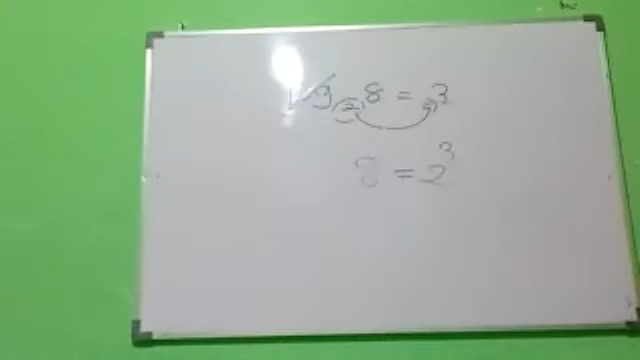 log₂ 8 = 3
8 = 2³